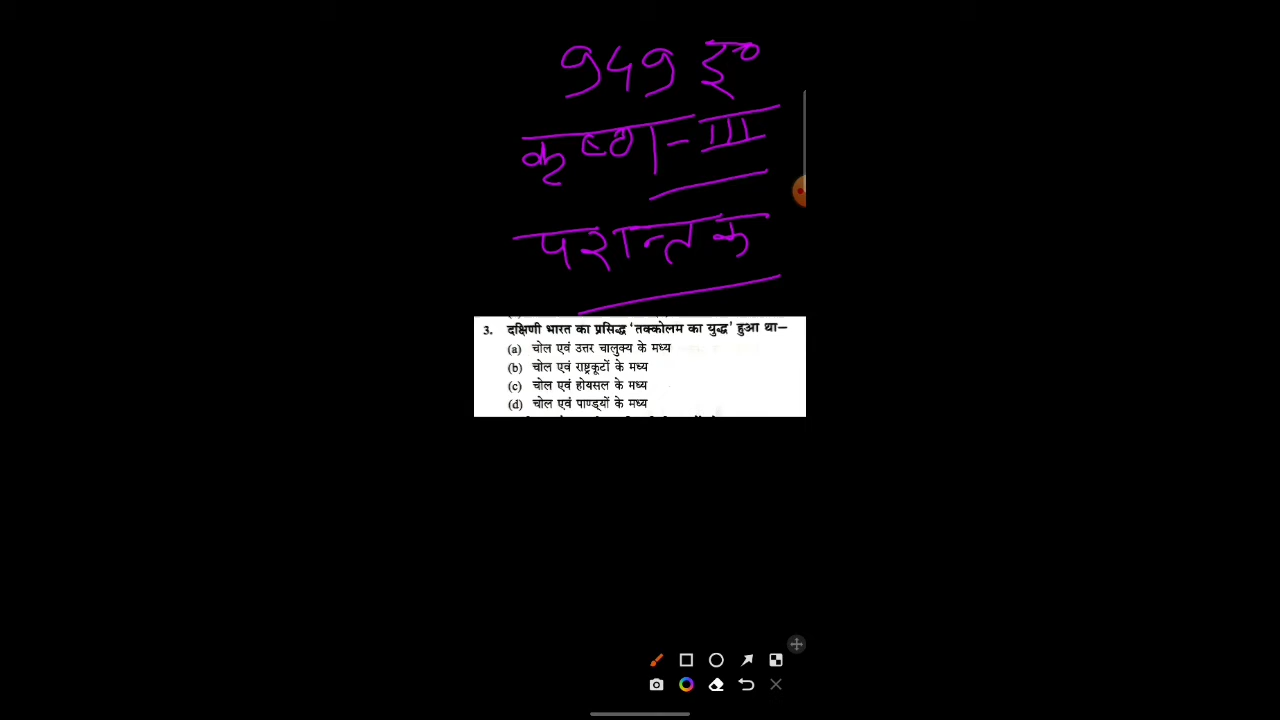 949 ई०
कृष्ण-III
परान्तक
3. दक्षिणी भारत का प्रसिद्ध 'तक्कोलम का युद्ध' हुआ था–
(a) चोल एवं उत्तर चालुक्य के मध्य
(b) चोल एवं राष्ट्रकूटों के मध्य
(c) चोल एवं होयसल के मध्य
(d) चोल एवं पाण्ड्यों के मध्य